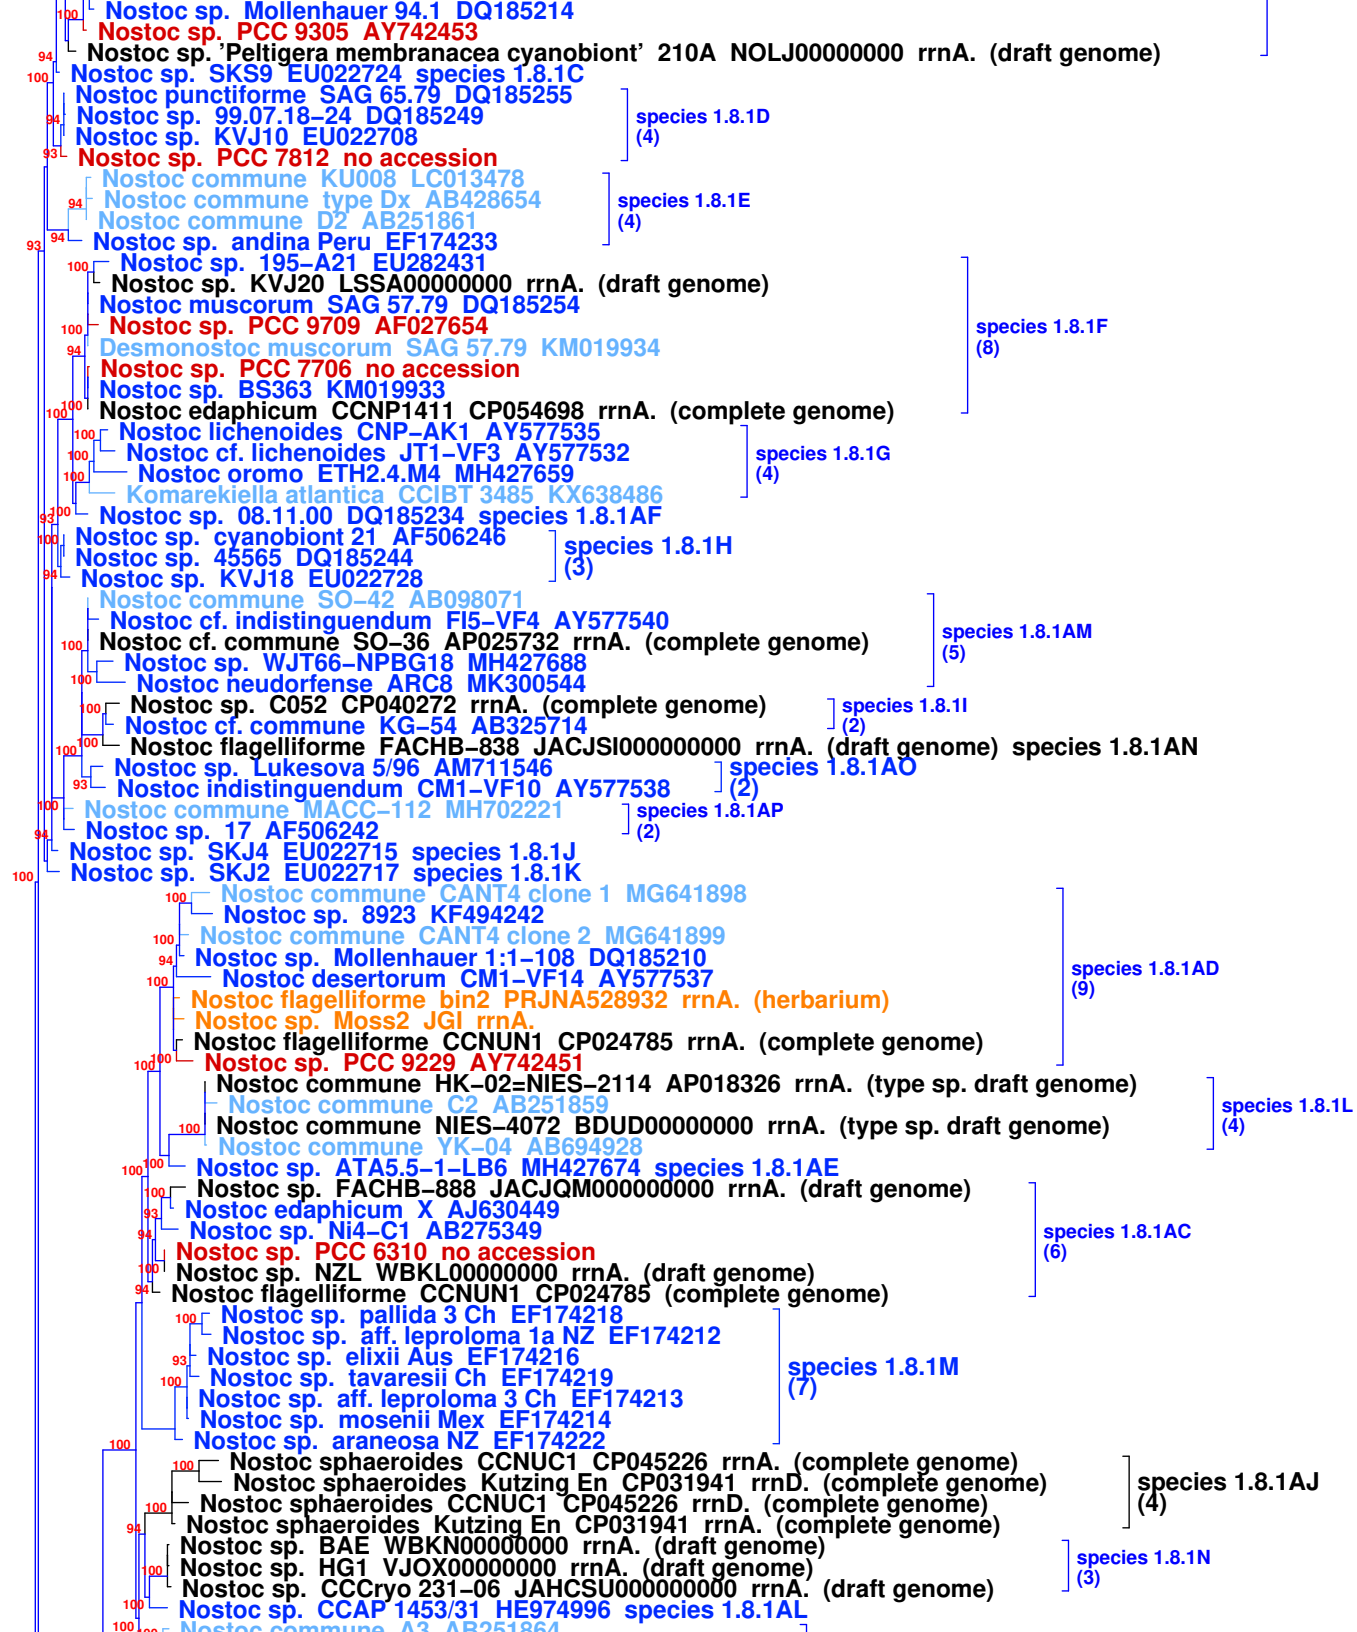 Nostoc sp. Mollenhauer 94.1 DQ185214
Nostoc sp. PCC 9305 AY742453
Nostoc sp. 'Peltigera membranacea cyanobiont' 210A NOLJ00000000 rrnA. (draft genome)
Nostoc sp. SKS9 EU022724 species 1.8.1C
Nostoc punctiforme SAG 65.79 DQ185255
Nostoc sp. 99.07.18−24 DQ185249
species 1.8.1D
(4)
Nostoc sp. KVJ10 EU022708
Nostoc sp. PCC 7812 no accession
Nostoc commune KU008 LC013478
Nostoc commune type Dx AB428654
species 1.8.1E
(4)
Nostoc commune D2 AB251861
Nostoc sp. andina Peru EF174233
Nostoc sp. 195−A21 EU282431
Nostoc sp. KVJ20 LSSA00000000 rrnA. (draft genome)
Nostoc muscorum SAG 57.79 DQ185254
Nostoc sp. PCC 9709 AF027654
species 1.8.1F
(8)
Desmonostoc muscorum SAG 57.79 KM019934
Nostoc sp. PCC 7706 no accession
Nostoc sp. BS363 KM019933
Nostoc edaphicum CCNP1411 CP054698 rrnA. (complete genome)
Nostoc lichenoides CNP−AK1 AY577535
Nostoc cf. lichenoides JT1−VF3 AY577532
species 1.8.1G
(4)
Nostoc oromo ETH2.4.M4 MH427659
Komarekiella atlantica CCIBT 3485 KX638486
Nostoc sp. 08.11.00 DQ185234 species 1.8.1AF
Nostoc sp. cyanobiont 21 AF506246
species 1.8.1H
(3)
Nostoc sp. 45565 DQ185244
Nostoc sp. KVJ18 EU022728
Nostoc commune SO−42 AB098071
Nostoc cf. indistinguendum FI5−VF4 AY577540
Nostoc cf. commune SO−36 AP025732 rrnA. (complete genome)
species 1.8.1AM
(5)
Nostoc sp. WJT66−NPBG18 MH427688
Nostoc neudorfense ARC8 MK300544
Nostoc sp. C052 CP040272 rrnA. (complete genome)
species 1.8.1I
(2)
Nostoc cf. commune KG−54 AB325714
Nostoc flagelliforme FACHB−838 JACJSI000000000 rrnA. (draft genome) species 1.8.1AN
Nostoc sp. Lukesova 5/96 AM711546
species 1.8.1AO
(2)
Nostoc indistinguendum CM1−VF10 AY577538
Nostoc commune MACC−112 MH702221
species 1.8.1AP
(2)
Nostoc sp. 17 AF506242
Nostoc sp. SKJ4 EU022715 species 1.8.1J
Nostoc sp. SKJ2 EU022717 species 1.8.1K
Nostoc commune CANT4 clone 1 MG641898
Nostoc sp. 8923 KF494242
Nostoc commune CANT4 clone 2 MG641899
Nostoc sp. Mollenhauer 1:1−108 DQ185210
Nostoc desertorum CM1−VF14 AY577537
species 1.8.1AD
(9)
Nostoc flagelliforme bin2 PRJNA528932 rrnA. (herbarium)
Nostoc sp. Moss2 JGI rrnA.
Nostoc flagelliforme CCNUN1 CP024785 rrnA. (complete genome)
Nostoc sp. PCC 9229 AY742451
Nostoc commune HK−02=NIES−2114 AP018326 rrnA. (type sp. draft genome)
Nostoc commune C2 AB251859
species 1.8.1L
(4)
Nostoc commune NIES−4072 BDUD00000000 rrnA. (type sp. draft genome)
Nostoc commune YK−04 AB694928
Nostoc sp. ATA5.5−1−LB6 MH427674 species 1.8.1AE
Nostoc sp. FACHB−888 JACJQM000000000 rrnA. (draft genome)
Nostoc edaphicum X AJ630449
Nostoc sp. Ni4−C1 AB275349
species 1.8.1AC
(6)
Nostoc sp. PCC 6310 no accession
Nostoc sp. NZL WBKL00000000 rrnA. (draft genome)
Nostoc flagelliforme CCNUN1 CP024785 (complete genome)
Nostoc sp. pallida 3 Ch EF174218
Nostoc sp. aff. leproloma 1a NZ EF174212
Nostoc sp. elixii Aus EF174216
species 1.8.1M
(7)
Nostoc sp. tavaresii Ch EF174219
Nostoc sp. aff. leproloma 3 Ch EF174213
Nostoc sp. mosenii Mex EF174214
Nostoc sp. araneosa NZ EF174222
Nostoc sphaeroides CCNUC1 CP045226 rrnA. (complete genome)
Nostoc sphaeroides Kutzing En CP031941 rrnD. (complete genome)
species 1.8.1AJ
(4)
Nostoc sphaeroides CCNUC1 CP045226 rrnD. (complete genome)
Nostoc sphaeroides Kutzing En CP031941 rrnA. (complete genome)
Nostoc sp. BAE WBKN00000000 rrnA. (draft genome)
species 1.8.1N
(3)
Nostoc sp. HG1 VJOX00000000 rrnA. (draft genome)
Nostoc sp. CCCryo 231−06 JAHCSU000000000 rrnA. (draft genome)
Nostoc sp. CCAP 1453/31 HE974996 species 1.8.1AL
Nostoc commune A3 AB251864